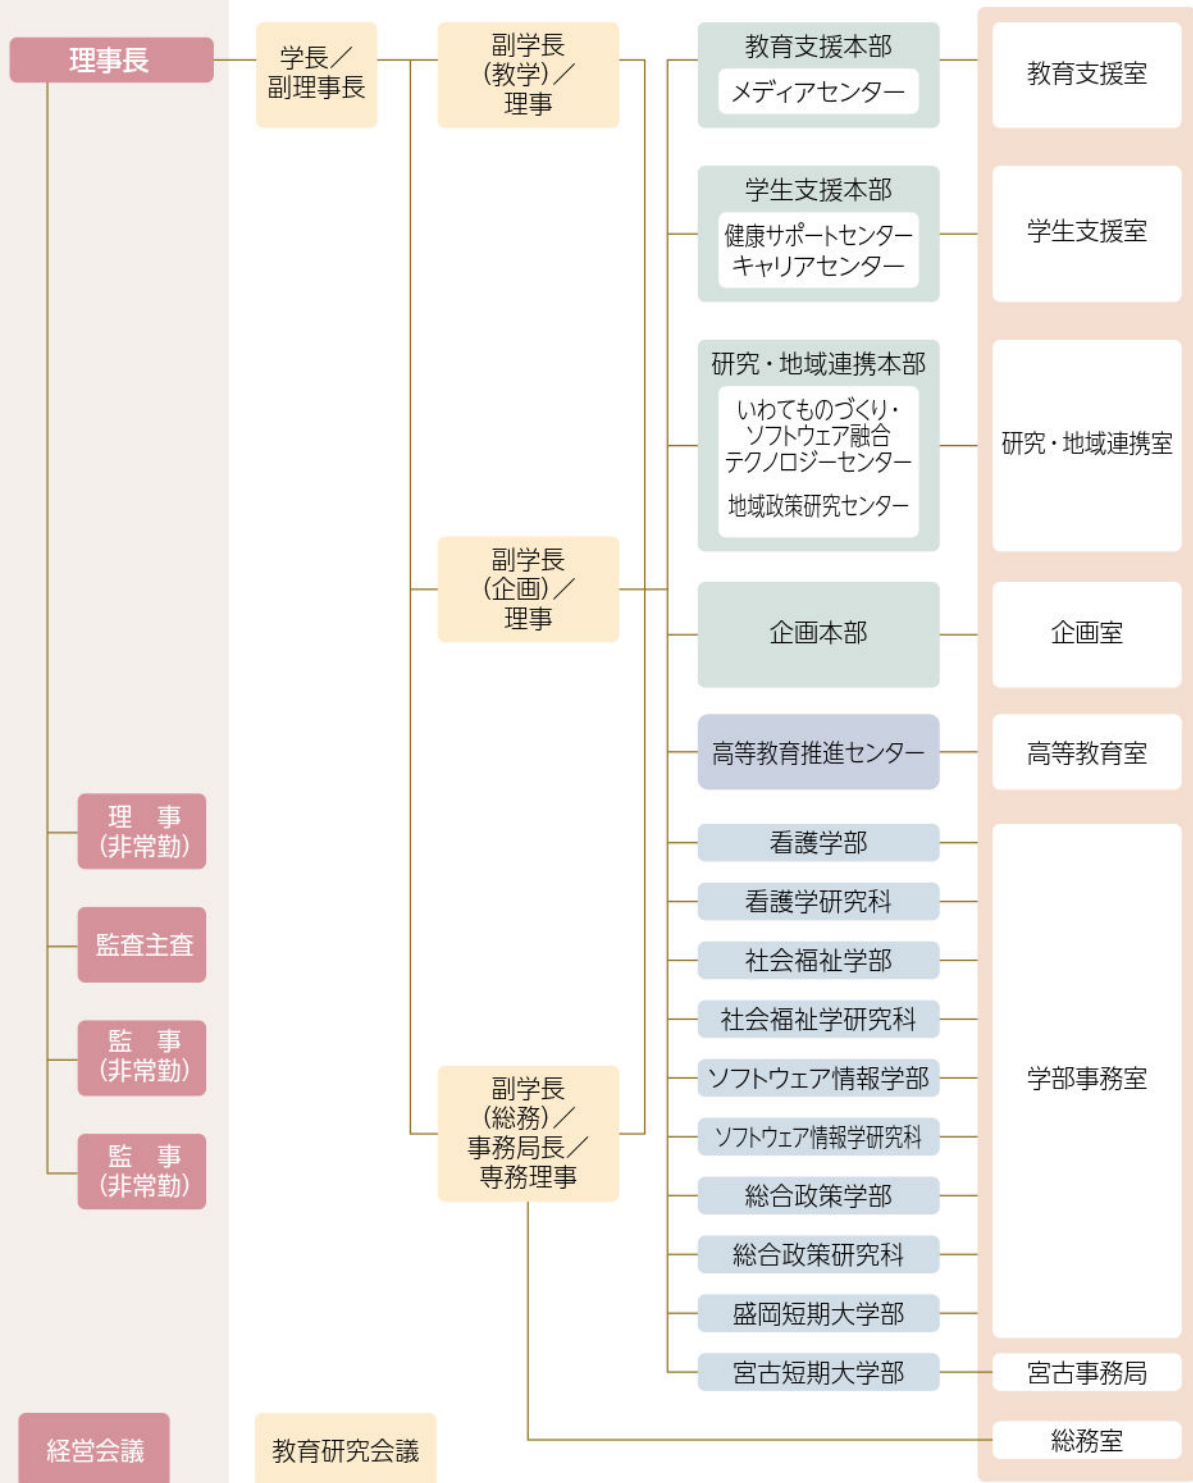 理事長
学長／
副理事長
副学長
(教学)／
理事
副学長
(企画)／
理事
副学長
(総務)／
事務局長／
専務理事
理　事
(非常勤)
監査主査
監　事
(非常勤)
監　事
(非常勤)
経営会議
教育研究会議
教育支援本部
メディアセンター
教育支援室
学生支援本部
健康サポートセンター
キャリアセンター
学生支援室
研究・地域連携本部
いわてものづくり・
ソフトウェア融合
テクノロジーセンター
地域政策研究センター
研究・地域連携室
企画本部
企画室
高等教育推進センター
高等教育室
看護学部
看護学研究科
社会福祉学部
社会福祉学研究科
ソフトウェア情報学部
ソフトウェア情報学研究科
総合政策学部
総合政策研究科
盛岡短期大学部
学部事務室
宮古短期大学部
宮古事務局
総務室